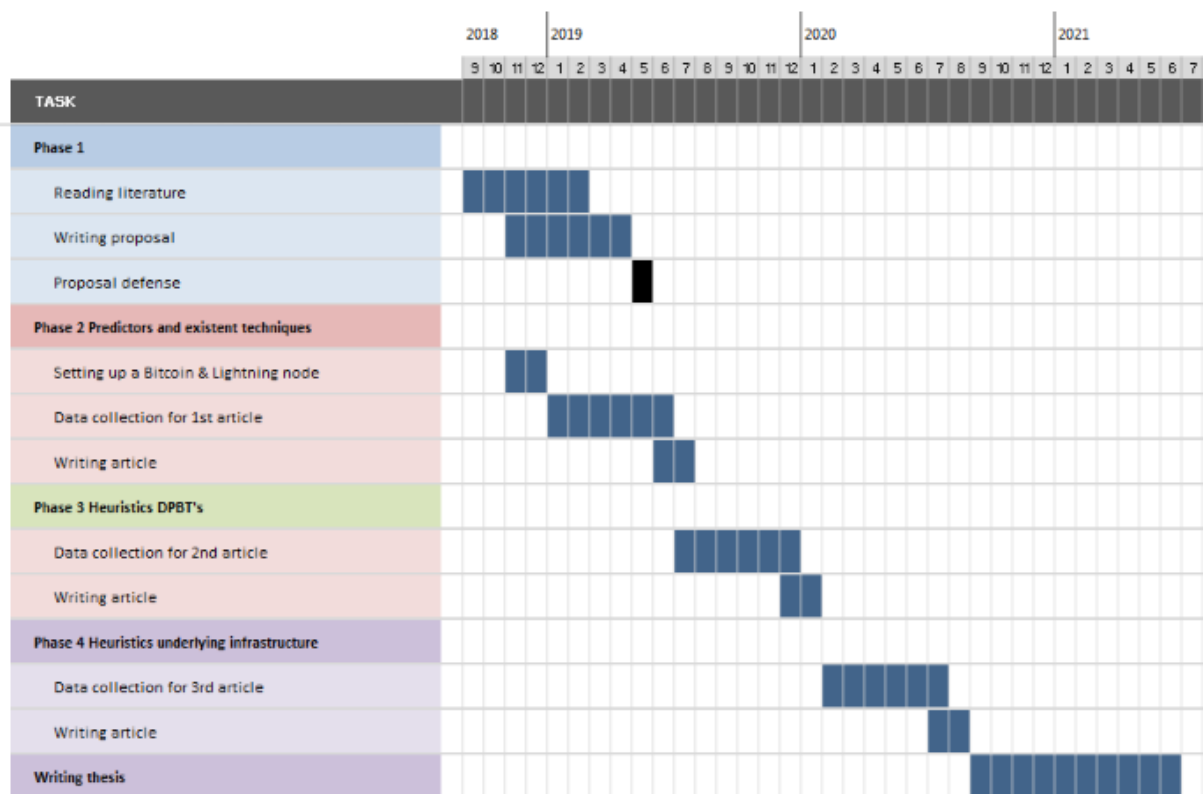 2018 2019 2020 2021
9 10 11 12 1 2 3 4 5 6 7 8 9 10 11 12 1 2 3 4 5 6 7 8 9 10 11 12 1 2 3 4 5 6 7
TASK
Phase 1
Reading literature
Writing proposal
Proposal defense
Phase 2 Predictors and existent techniques
Setting up a Bitcoin & Lightning node
Data collection for 1st article
Writing article
Phase 3 Heuristics DPBT's
Data collection for 2nd article
Writing article
Phase 4 Heuristics underlying infrastructure
Data collection for 3rd article
Writing article
Writing thesis